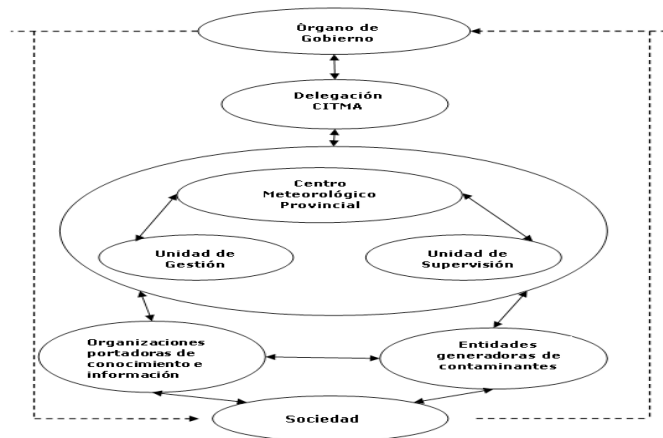 Órgano de
Gobierno
Delegación
CITMA
Centro
Meteorológico
Provincial
Unidad de
Gestión
Unidad de
Supervisión
Organizaciones
portadoras de
conocimiento e
información
Entidades
generadoras de
contaminantes
Sociedad